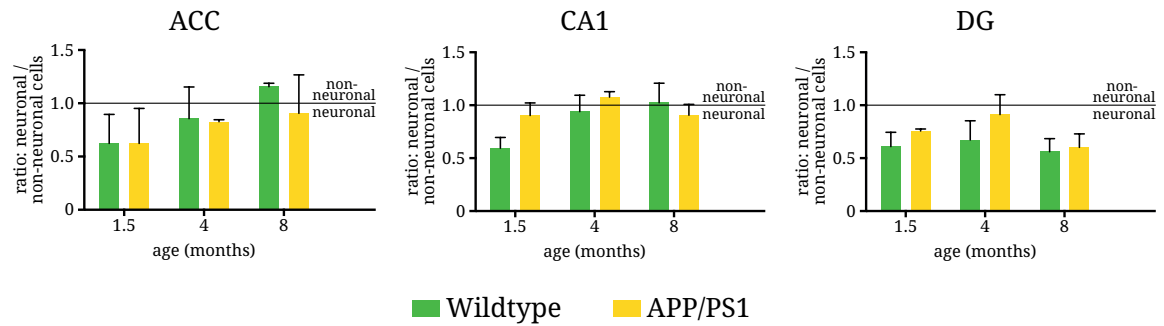 ACC
ratio: neuronal /
non-neuronal cells
1.5
1.0
0.5
0
non-
neuronal
neuronal
1.5 4 8
age (months)
CA1
ratio: neuronal /
non-neuronal cells
1.5
1.0
0.5
0
non-
neuronal
neuronal
1.5 4 8
age (months)
DG
ratio: neuronal /
non-neuronal cells
1.5
1.0
0.5
0
non-
neuronal
neuronal
1.5 4 8
age (months)
Wildtype APP/PS1